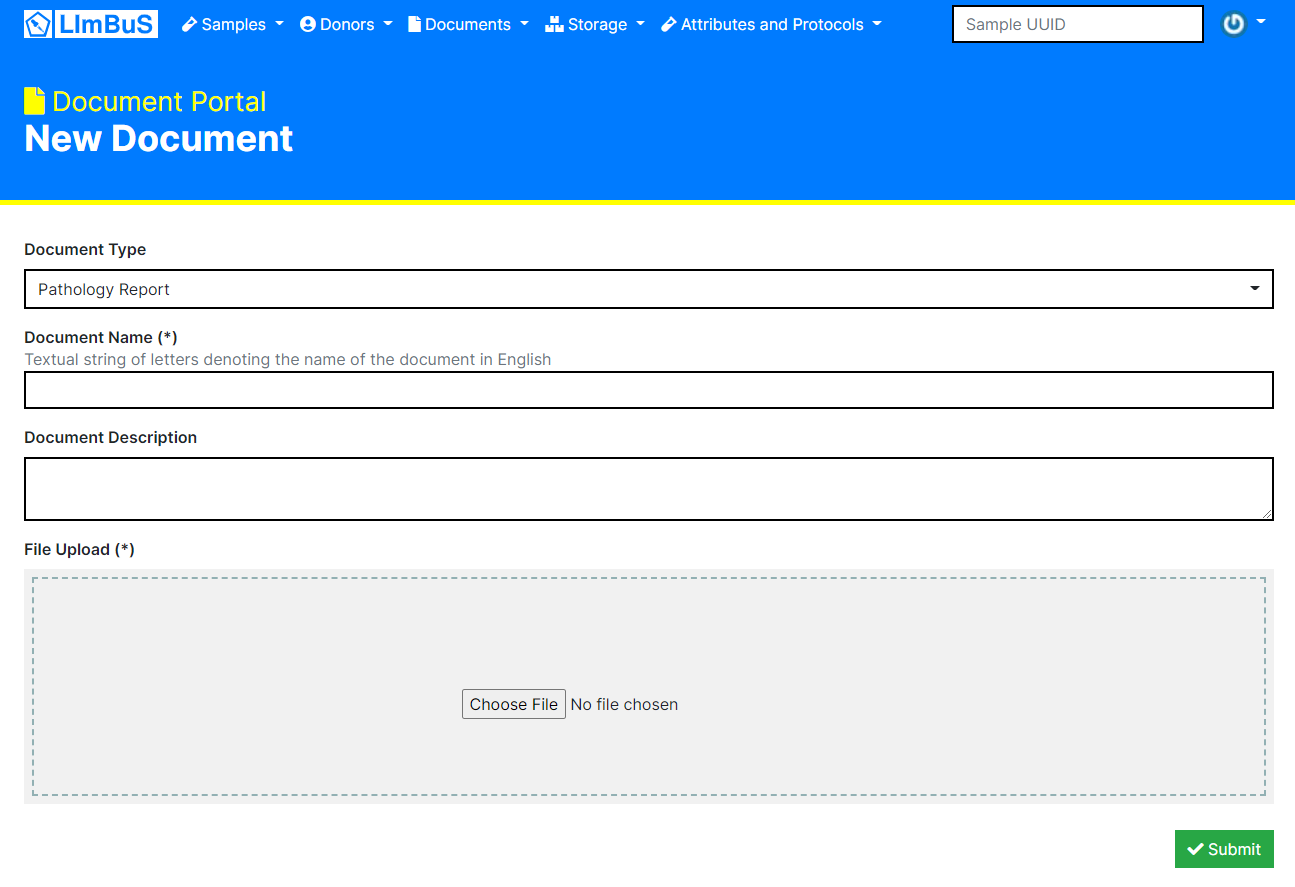 LImBuS Samples Donors Documents Storage Attributes and Protocols Sample UUID
Document Portal
New Document
Document Type
Pathology Report
Document Name (*)
Textual string of letters denoting the name of the document in English
Document Description
File Upload (*)
Choose File No file chosen
Submit